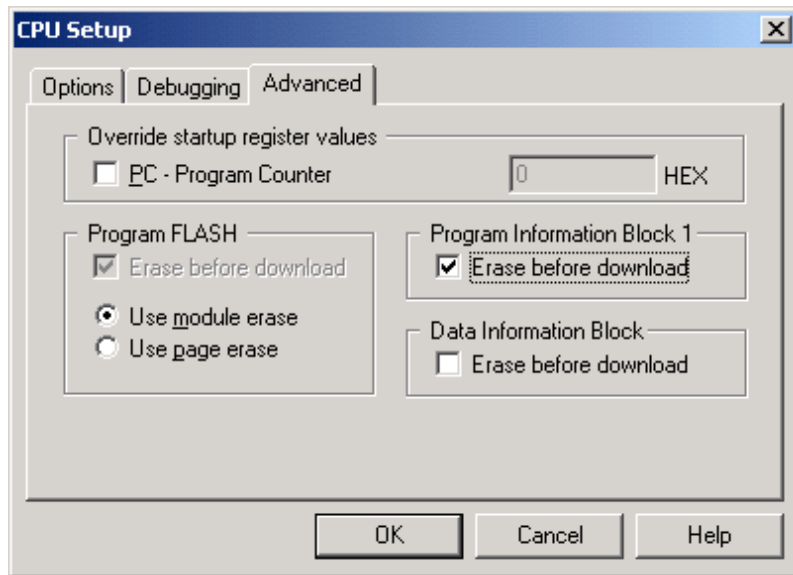 CPU Setup
Options Debugging Advanced
Override startup register values
PC - Program Counter 0 HEX
Program FLASH
Erase before download
Use module erase
Use page erase
Program Information Block 1
Erase before download
Data Information Block
Erase before download
OK Cancel Help